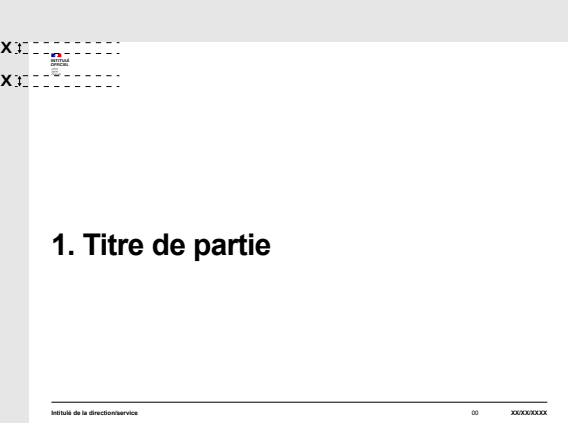 X
INTITULÉ
OFFICIEL
X
1. Titre de partie
Intitulé de la direction/service 00 XX/XX/XXXX